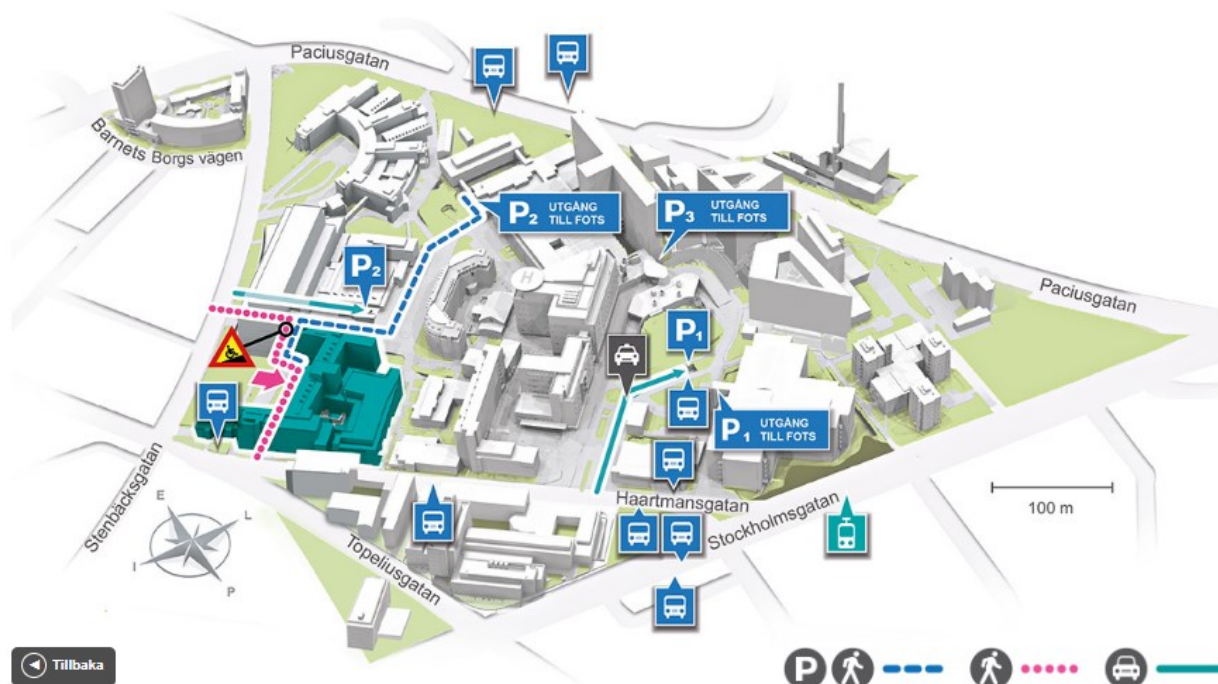 Paciusgatan
Barnets Borgs vägen
P2 UTGÅNG
TILL FOTS
P3 UTGÅNG
TILL FOTS
P2
H
Paciusgatan
P1
P1 UTGÅNG
TILL FOTS
Stenbäcksgatan
Haartmansgatan
Stockholmsgatan
100 m
Topeliusgatan
E
L
I
P
Tillbaka
P